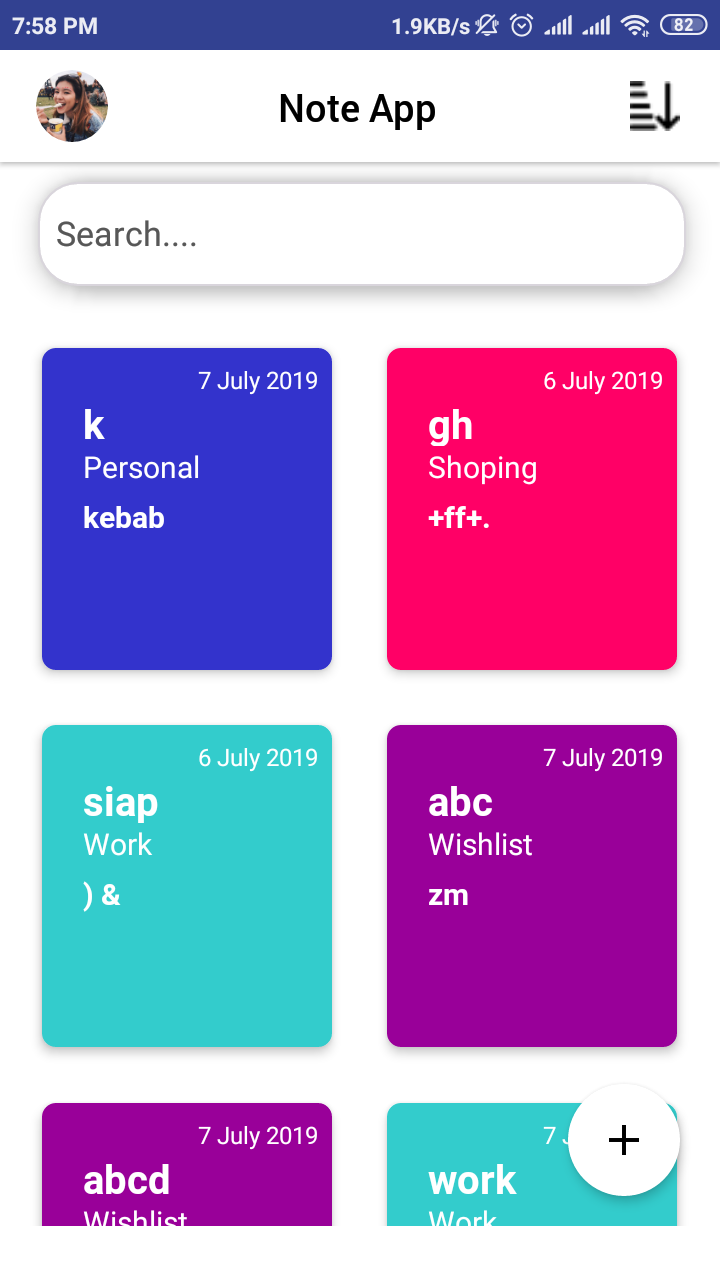 7:58 PM 1.9KB/s 82
Note App
Search....
7 July 2019
k
Personal
kebab
6 July 2019
gh
Shoping
+ff+.
6 July 2019
siap
Work
) &
7 July 2019
abc
Wishlist
zm
7 July 2019
abcd
Wishlist
7
work
Work